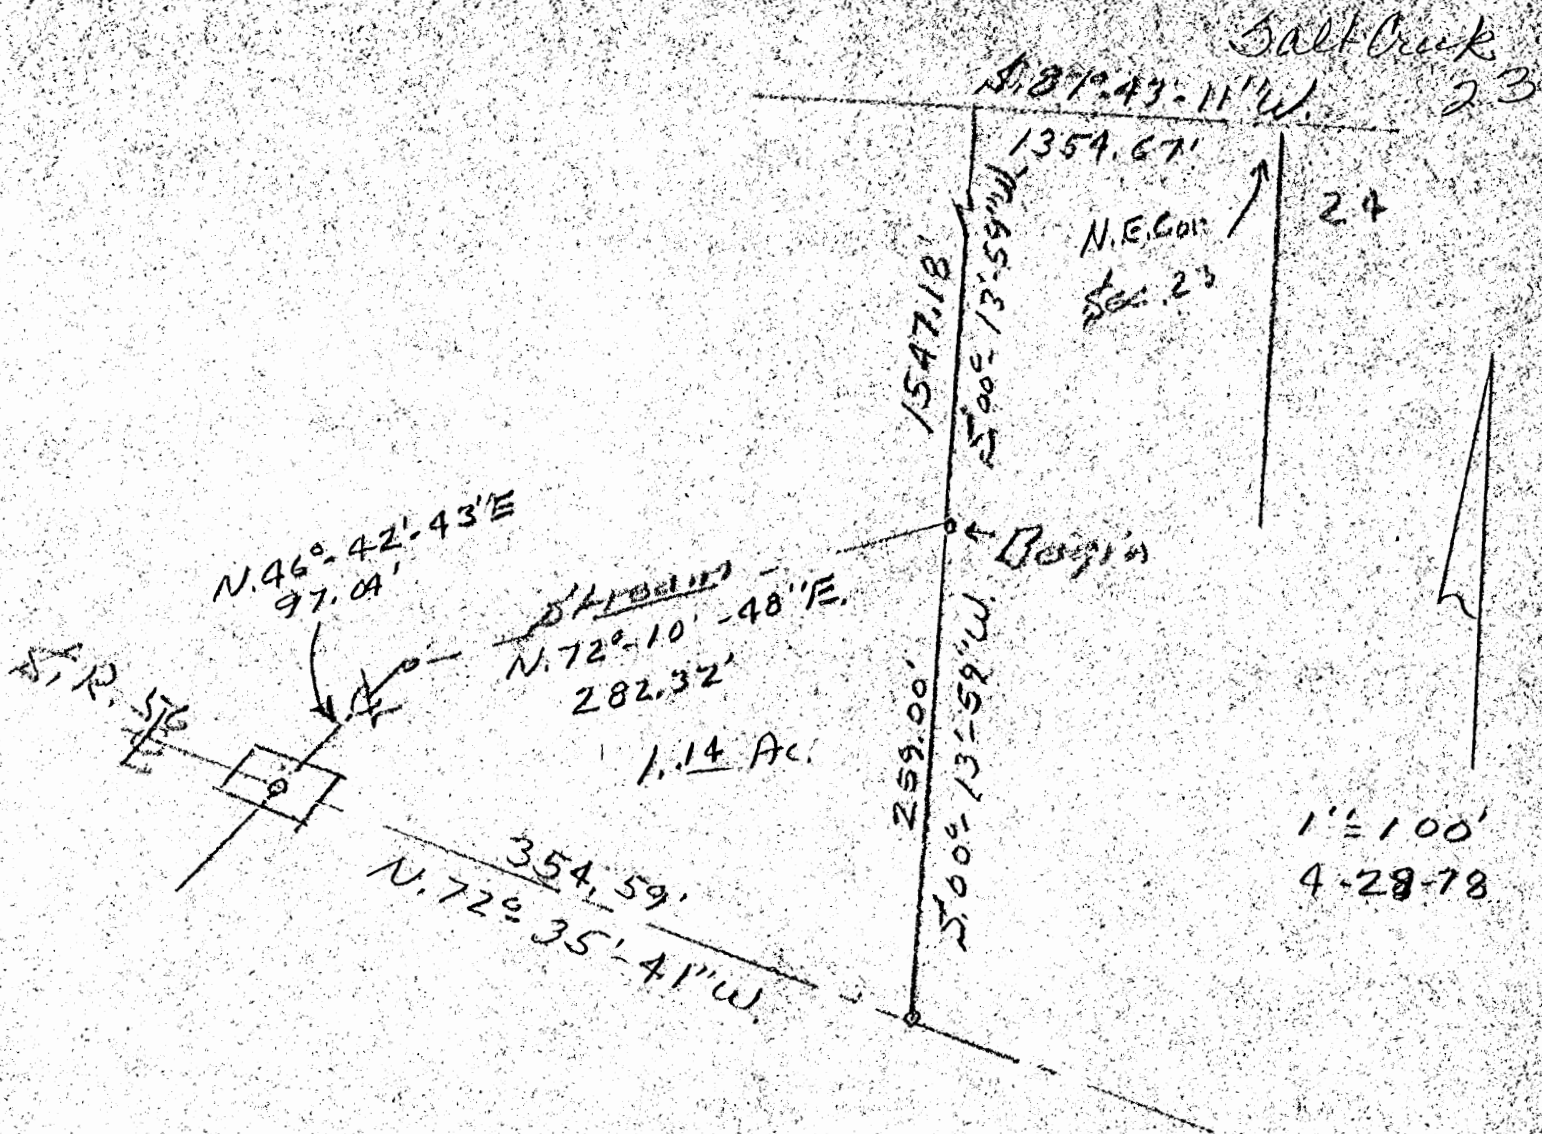 Salt Creek
23
S.87°-43'-11"W.
1354.67'
24
N.E.Cor.
Sec.23
1547.18'
S.00°-13'-59"W.
N.46°-42'-43"E
97.04'
← Begin
Stream
N.72°-10'-48"E.
282.32'
S.R. 56
1.14 Ac.
259.00'
S.00°-13'-59"W.
354.59'
N.72°-35'-41"W.
1"=100'
4-28-78